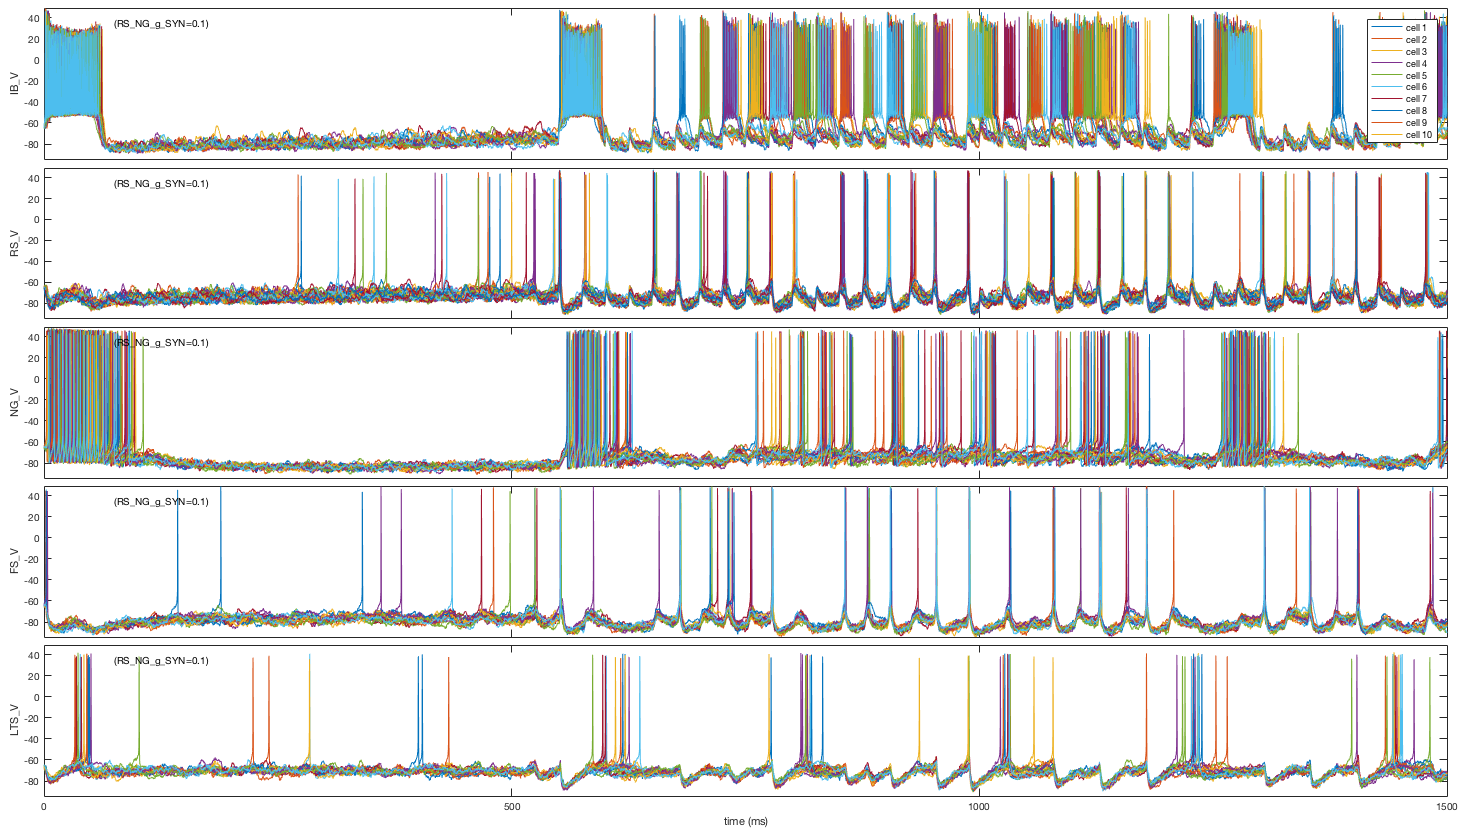 (RS_NG_g_SYN=0.1)
IB_V
40
20
0
-20
-40
-60
-80
cell 1
cell 2
cell 3
cell 4
cell 5
cell 6
cell 7
cell 8
cell 9
cell 10
(RS_NG_g_SYN=0.1)
RS_V
40
20
0
-20
-40
-60
-80
(RS_NG_g_SYN=0.1)
NG_V
40
20
0
-20
-40
-60
-80
(RS_NG_g_SYN=0.1)
FS_V
40
20
0
-20
-40
-60
-80
(RS_NG_g_SYN=0.1)
LTS_V
40
20
0
-20
-40
-60
-80
0 500 1000 1500
time (ms)